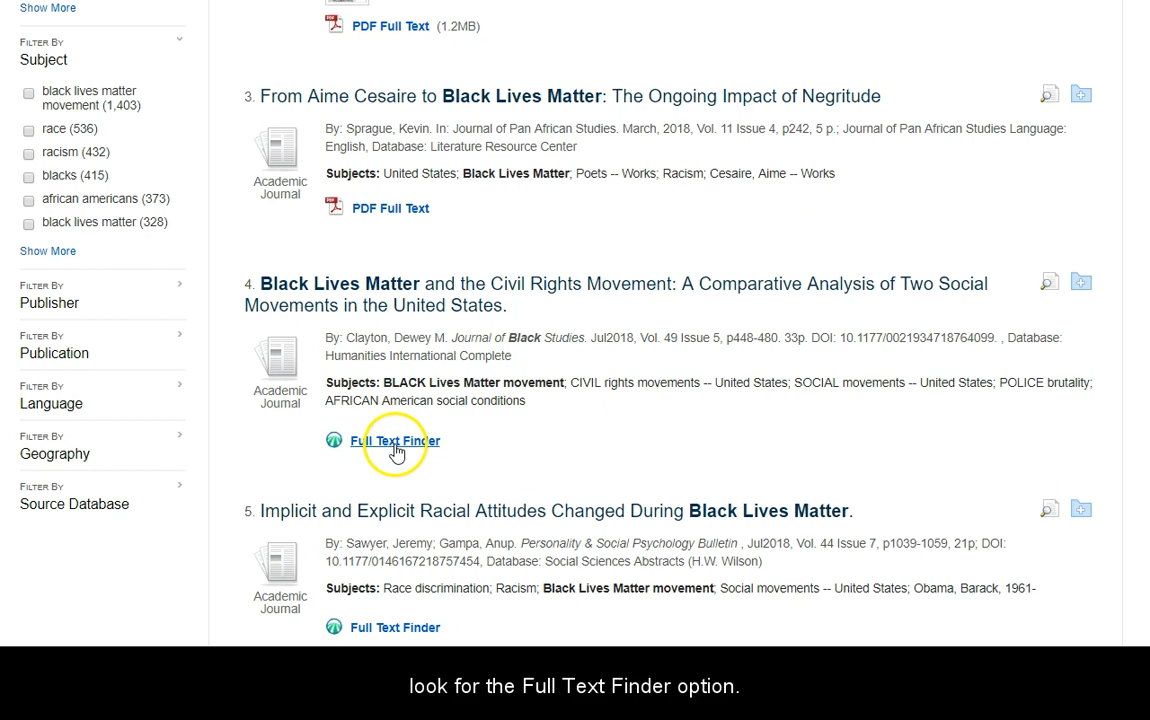 Show More
PDF Full Text (1.2MB)
FILTER BY
Subject
black lives matter
movement (1,403)
race (536)
racism (432)
blacks (415)
african americans (373)
black lives matter (328)
Show More
FILTER BY
Publisher
FILTER BY
Publication
FILTER BY
Language
FILTER BY
Geography
FILTER BY
Source Database
3. From Aime Cesaire to Black Lives Matter: The Ongoing Impact of Negritude
By: Sprague, Kevin. In: Journal of Pan African Studies. March, 2018, Vol. 11 Issue 4, p242, 5 p.; Journal of Pan African Studies Language:
English, Database: Literature Resource Center
Subjects: United States; Black Lives Matter; Poets -- Works; Racism; Cesaire, Aime -- Works
Academic
Journal
PDF Full Text
4. Black Lives Matter and the Civil Rights Movement: A Comparative Analysis of Two Social
Movements in the United States.
By: Clayton, Dewey M. Journal of Black Studies. Jul2018, Vol. 49 Issue 5, p448-480. 33p. DOI: 10.1177/0021934718764099. , Database:
Humanities International Complete
Subjects: BLACK Lives Matter movement; CIVIL rights movements -- United States; SOCIAL movements -- United States; POLICE brutality;
AFRICAN American social conditions
Academic
Journal
Full Text Finder
5. Implicit and Explicit Racial Attitudes Changed During Black Lives Matter.
By: Sawyer, Jeremy; Gampa, Anup. Personality & Social Psychology Bulletin , Jul2018, Vol. 44 Issue 7, p1039-1059, 21p; DOI:
10.1177/0146167218757454, Database: Social Sciences Abstracts (H.W. Wilson)
Subjects: Race discrimination; Racism; Black Lives Matter movement; Social movements -- United States; Obama, Barack, 1961-
Academic
Journal
Full Text Finder
look for the Full Text Finder option.